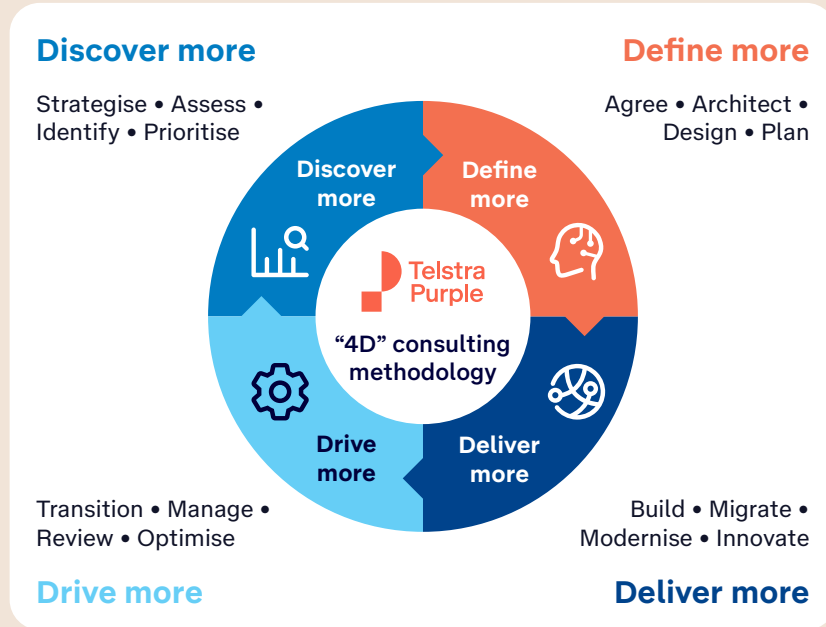 Discover more
Strategise • Assess •
Identify • Prioritise
Define more
Agree • Architect •
Design • Plan
Discover
more
Define
more
Telstra
Purple
“4D” consulting
methodology
Drive
more
Deliver
more
Transition • Manage •
Review • Optimise
Drive more
Build • Migrate •
Modernise • Innovate
Deliver more